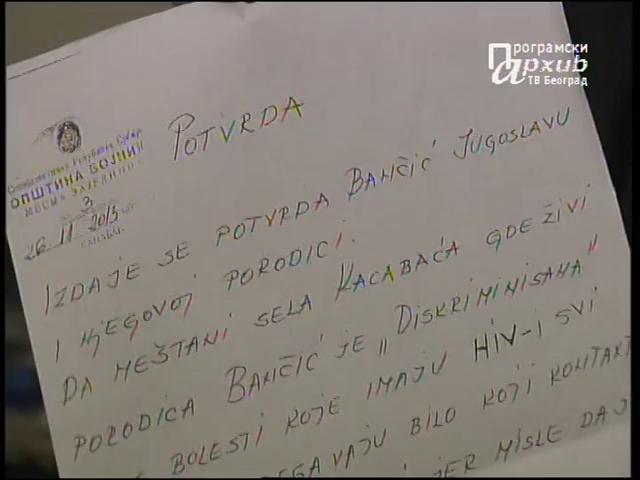 Програмски
Архив
ТВ Београд
ОПШТИНА БОЈНИК
26.11.2013
POTVRDA
IZDAJE SE POTVRDA BANČIĆ JUGOSLAVU
I NJEGOVOJ PORODICI.
DA MEŠTANI SELA KACABAĆA GDE ŽIVI
PORODICA BANČIĆ JE „DISKRIMINISANA"
BOLESTI KOJE IMAJU HIV-I SVI
BILO KOJI KONTAKT
JER MISLE DA J